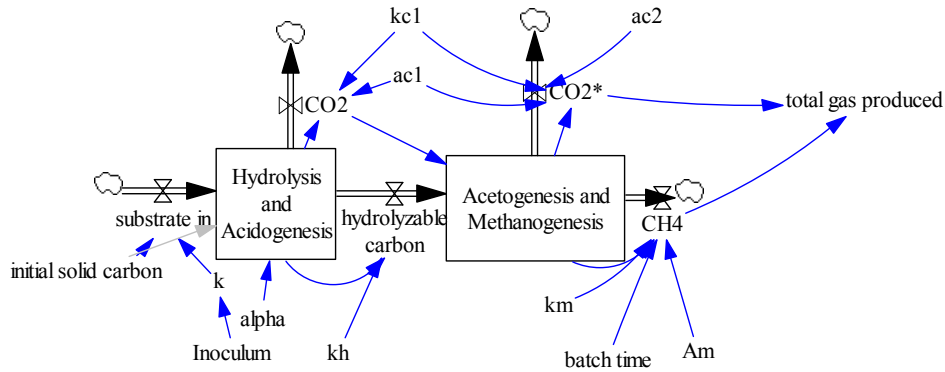 kc1
ac2
ac1
CO2
CO2*
total gas produced
Hydrolysis
and
Acidogenesis
Acetogenesis and
Methanogenesis
substrate in
hydrolyzable
carbon
CH4
initial solid carbon
k
alpha
km
Inoculum
kh
batch time
Am